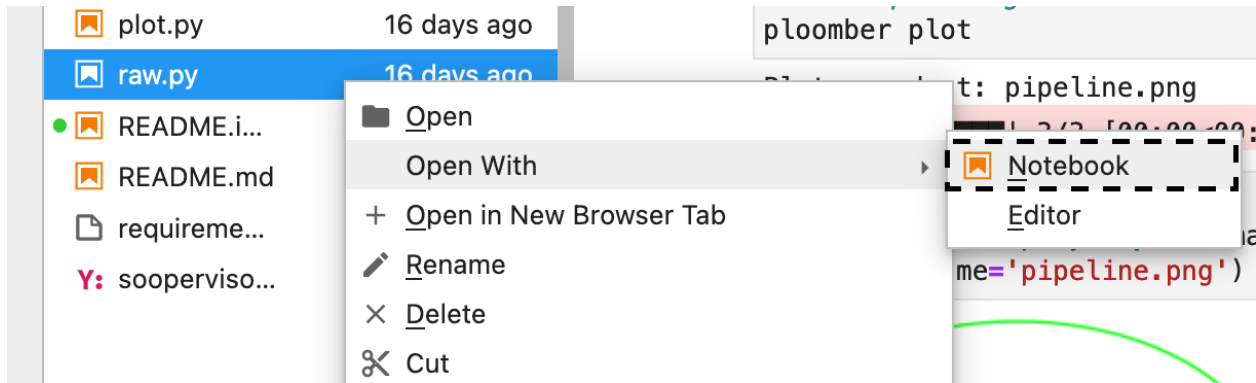 plot.py 16 days ago
raw.py 16 days ago
README.i...
README.md
requireme...
Y: sooperviso...
Open
Open With
Open in New Browser Tab
Rename
Delete
Cut
Notebook
Editor
ploomber plot
t: pipeline.png
me='pipeline.png')